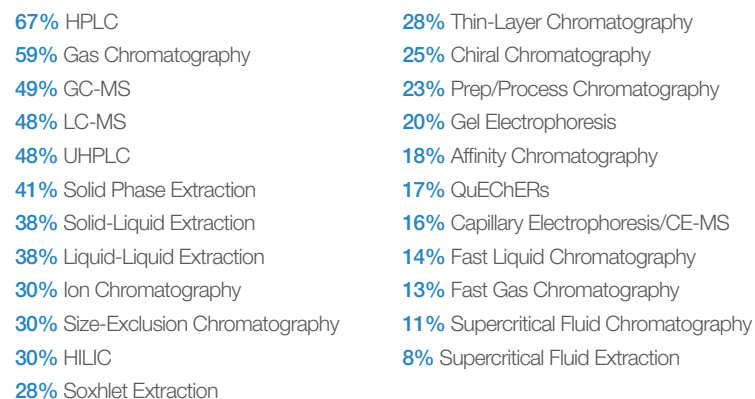 67% HPLC
59% Gas Chromatography
49% GC-MS
48% LC-MS
48% UHPLC
41% Solid Phase Extraction
38% Solid-Liquid Extraction
38% Liquid-Liquid Extraction
30% Ion Chromatography
30% Size-Exclusion Chromatography
30% HILIC
28% Soxhlet Extraction
28% Thin-Layer Chromatography
25% Chiral Chromatography
23% Prep/Process Chromatography
20% Gel Electrophoresis
18% Affinity Chromatography
17% QuEChERs
16% Capillary Electrophoresis/CE-MS
14% Fast Liquid Chromatography
13% Fast Gas Chromatography
11% Supercritical Fluid Chromatography
8% Supercritical Fluid Extraction